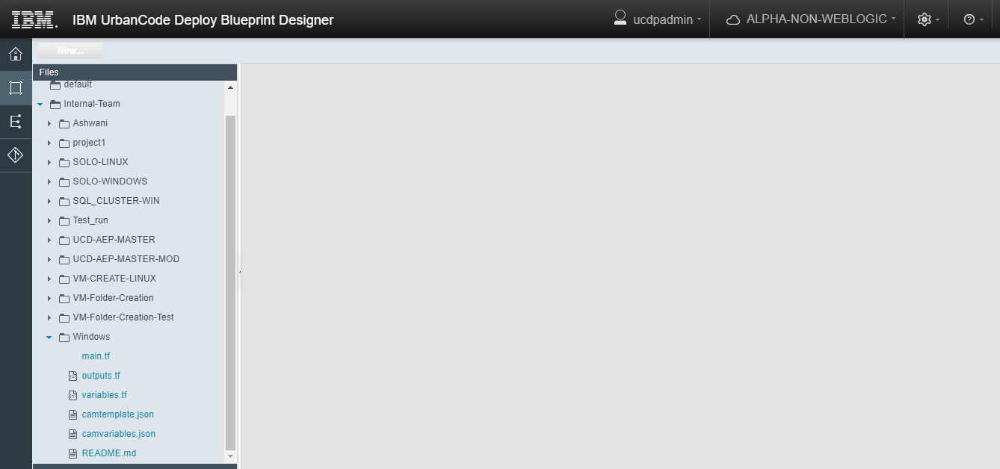 IBM. IBM UrbanCode Deploy Blueprint Designer ucdpadmin ALPHA-NON-WEBLOGIC
New...
Files
default
Internal-Team
Ashwani
project1
SOLO-LINUX
SOLO-WINDOWS
SQL_CLUSTER-WIN
Test_run
UCD-AEP-MASTER
UCD-AEP-MASTER-MOD
VM-CREATE-LINUX
VM-Folder-Creation
VM-Folder-Creation-Test
Windows
main.tf
outputs.tf
variables.tf
camtemplate.json
camvariables.json
README.md